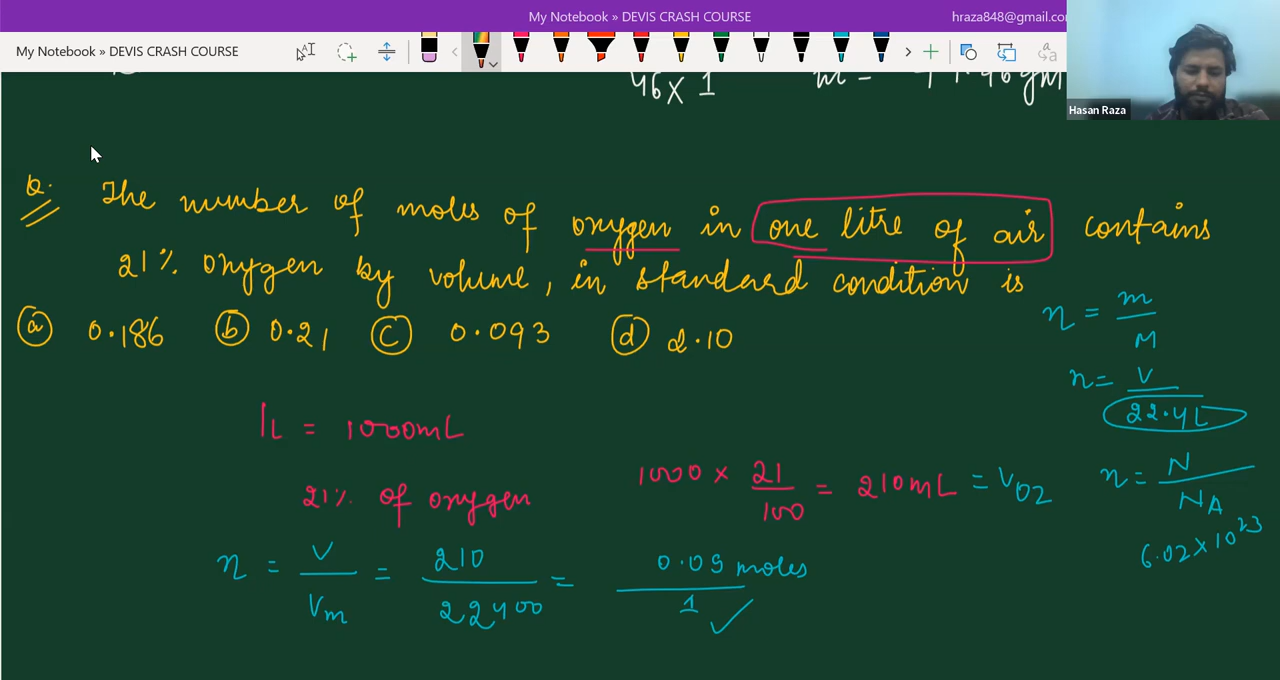 My Notebook » DEVIS CRASH COURSE
hraza848@gmail.co
My Notebook » DEVIS CRASH COURSE
Hasan Raza
46 x 1
m =
Q. The number of moles of oxygen in one litre of air contains
21% oxygen by volume, in standard condition is
(a) 0.186 (b) 0.21 (c) 0.093 (d) 2.10
n = m / M
n = V / 22.4L
1L = 1000mL
21% of oxygen
1000 × 21/100 = 210mL = VO2
n = N / NA
6.02×10^23
n = V / Vm = 210 / 22400 = 0.09 moles / 1 ✓